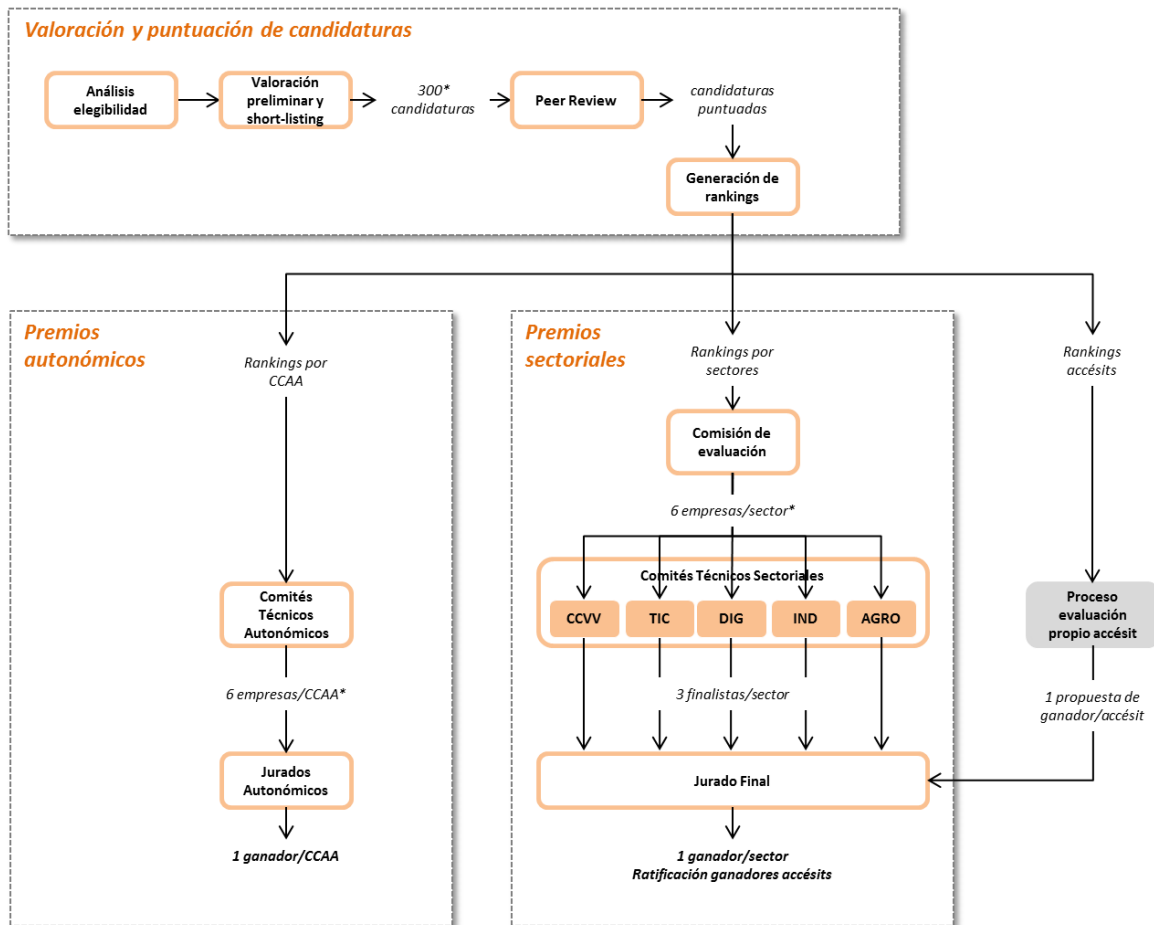 Valoración y puntuación de candidaturas
Análisis
elegibilidad
Valoración
preliminar y
short-listing
300*
candidaturas
Peer Review
candidaturas
puntuadas
Generación de
rankings
Premios
autonómicos
Rankings por
CCAA
Comités
Técnicos
Autonómicos
6 empresas/CCAA*
Jurados
Autonómicos
1 ganador/CCAA
Premios
sectoriales
Rankings por
sectores
Comisión de
evaluación
6 empresas/sector*
Comités Técnicos Sectoriales
CCVV
TIC
DIG
IND
AGRO
3 finalistas/sector
Jurado Final
1 ganador/sector
Ratificación ganadores accésits
Rankings
accésits
Proceso
evaluación
propio accésit
1 propuesta de
ganador/accésit